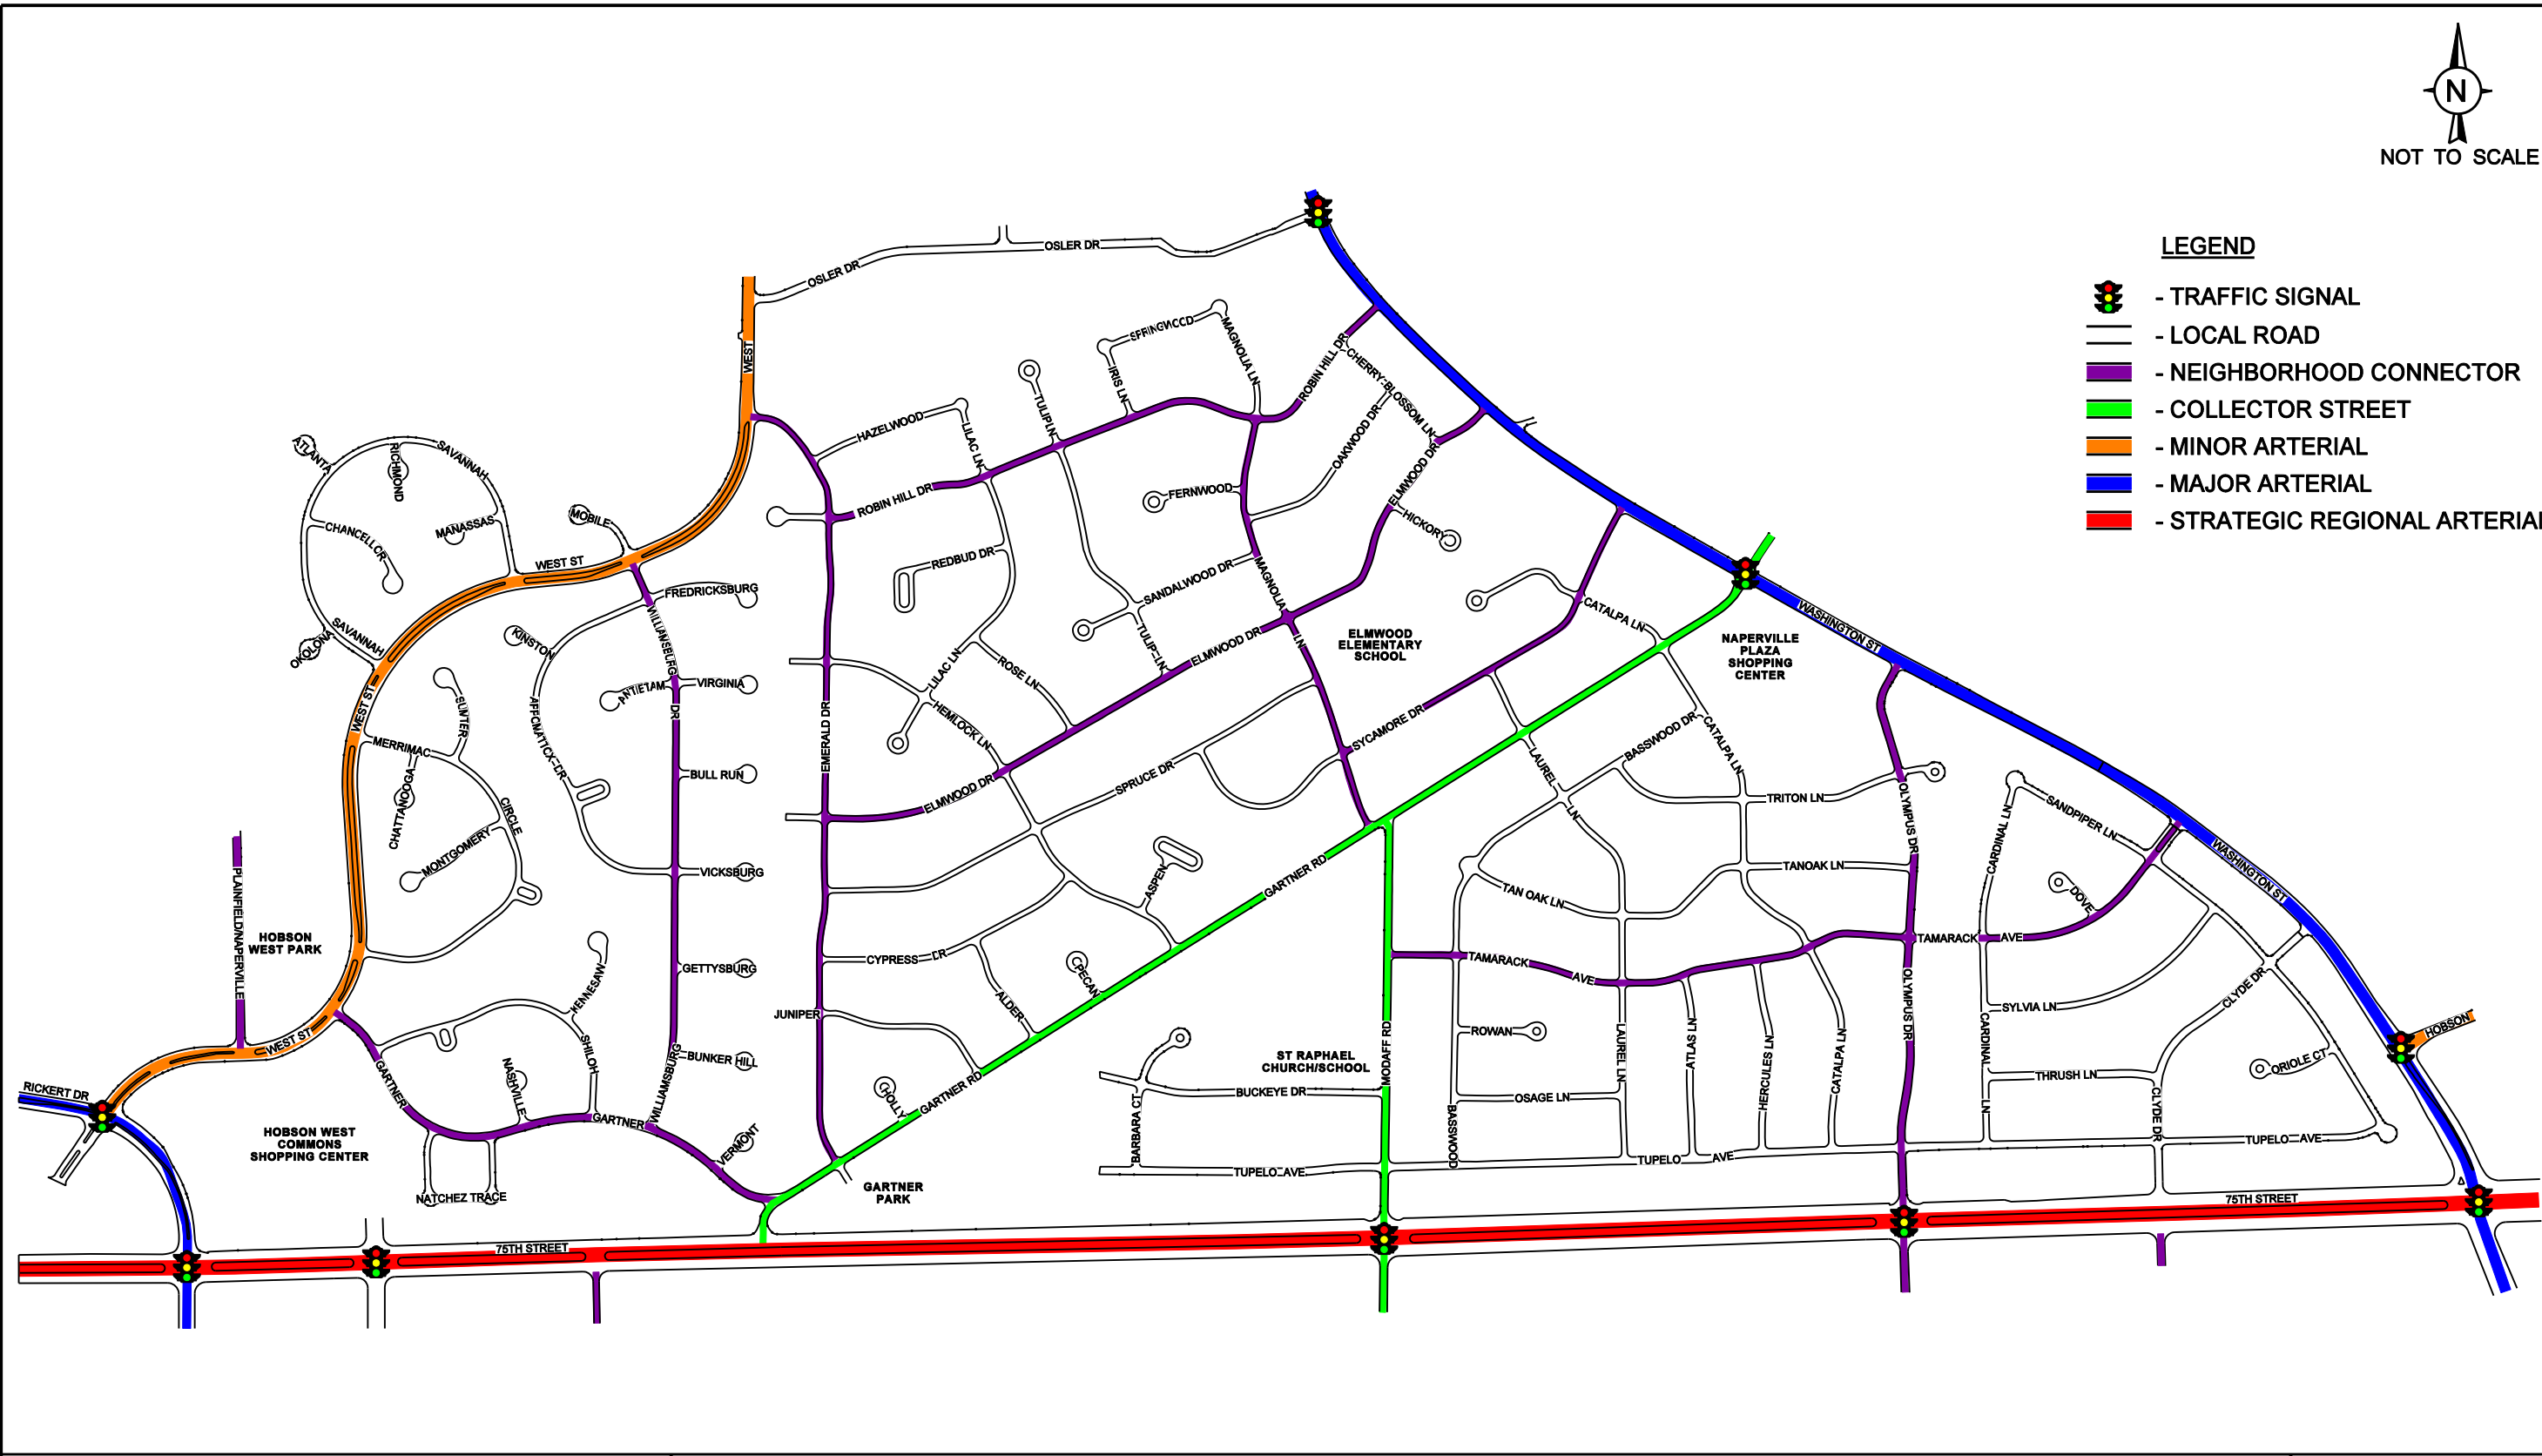 N
NOT TO SCALE
LEGEND
- TRAFFIC SIGNAL
- LOCAL ROAD
- NEIGHBORHOOD CONNECTOR
- COLLECTOR STREET
- MINOR ARTERIAL
- MAJOR ARTERIAL
- STRATEGIC REGIONAL ARTERIAL
OSLER DR
OSLER DR
WEST
MAGNOLIA LN
IRIS LN
ROBIN HILL DR
CHERRY BLOSSOM LN
TULIP LN
HAZELWOOD
LILAC LN
OAKWOOD DR
ELMWOOD DR
ATLANTA
RICHMOND
SAVANNAH
ROBIN HILL DR
FERNWOOD
HICKORY
CHANCELLOR
MANASSAS
MOBILE
WEST ST
REDBUD DR
SANDALWOOD DR
MAGNOLIA
LN
FREDRICKSBURG
WILLIAMSBURG
DR
CATALPA LN
WASHINGTON ST
OKOLONA
SAVANNAH
KINSTON
TULIP LN
ELMWOOD DR
ELMWOOD
ELEMENTARY
SCHOOL
NAPERVILLE
PLAZA
SHOPPING
CENTER
LILAC LN
ROSE LN
ANTIETAM
VIRGINIA
WEST ST
SUMTER
EMERALD DR
HEMLOCK LN
SYCAMORE DR
BASSWOOD DR
CATALPA LN
MERRIMAC
CIRCLE
CHATTANOOGA
BULL RUN
ELMWOOD DR
SPRUCE DR
LAUREL
LN
TRITON LN
OLYMPUS DR
CARDINAL LN
SANDPIPER LN
WASHINGTON ST
MONTGOMERY
VICKSBURG
ASPEN
GARTNER RD
TAN OAK LN
TANOAK LN
DOVE
PLAINFIELD/NAPERVILLE
HOBSON
WEST PARK
GETTYSBURG
CYPRESS DR
PECAN
TAMARACK
AVE
TAMARACK
AVE
KENNESAW
ALDER
JUNIPER
SYLVIA LN
CLYDE DR
WEST ST
SHILOH
BUNKER HILL
ROWAN
MODAFF RD
LAUREL LN
ATLAS LN
HERCULES LN
CATALPA LN
OLYMPUS DR
CARDINAL
LN
HOBSON
ORIOLE CT
RICKERT DR
GARTNER
NASHVILLE
WILLIAMSBURG
HOLLY
GARTNER RD
ST RAPHAEL
CHURCH/SCHOOL
BUCKEYE DR
BARBARA CT
BASSWOOD
OSAGE LN
THRUSH LN
CLYDE DR
GARTNER
VERMONT
HOBSON WEST
COMMONS
SHOPPING CENTER
NATCHEZ TRACE
GARTNER
PARK
TUPELO AVE
TUPELO
AVE
TUPELO AVE
75TH STREET
75TH STREET